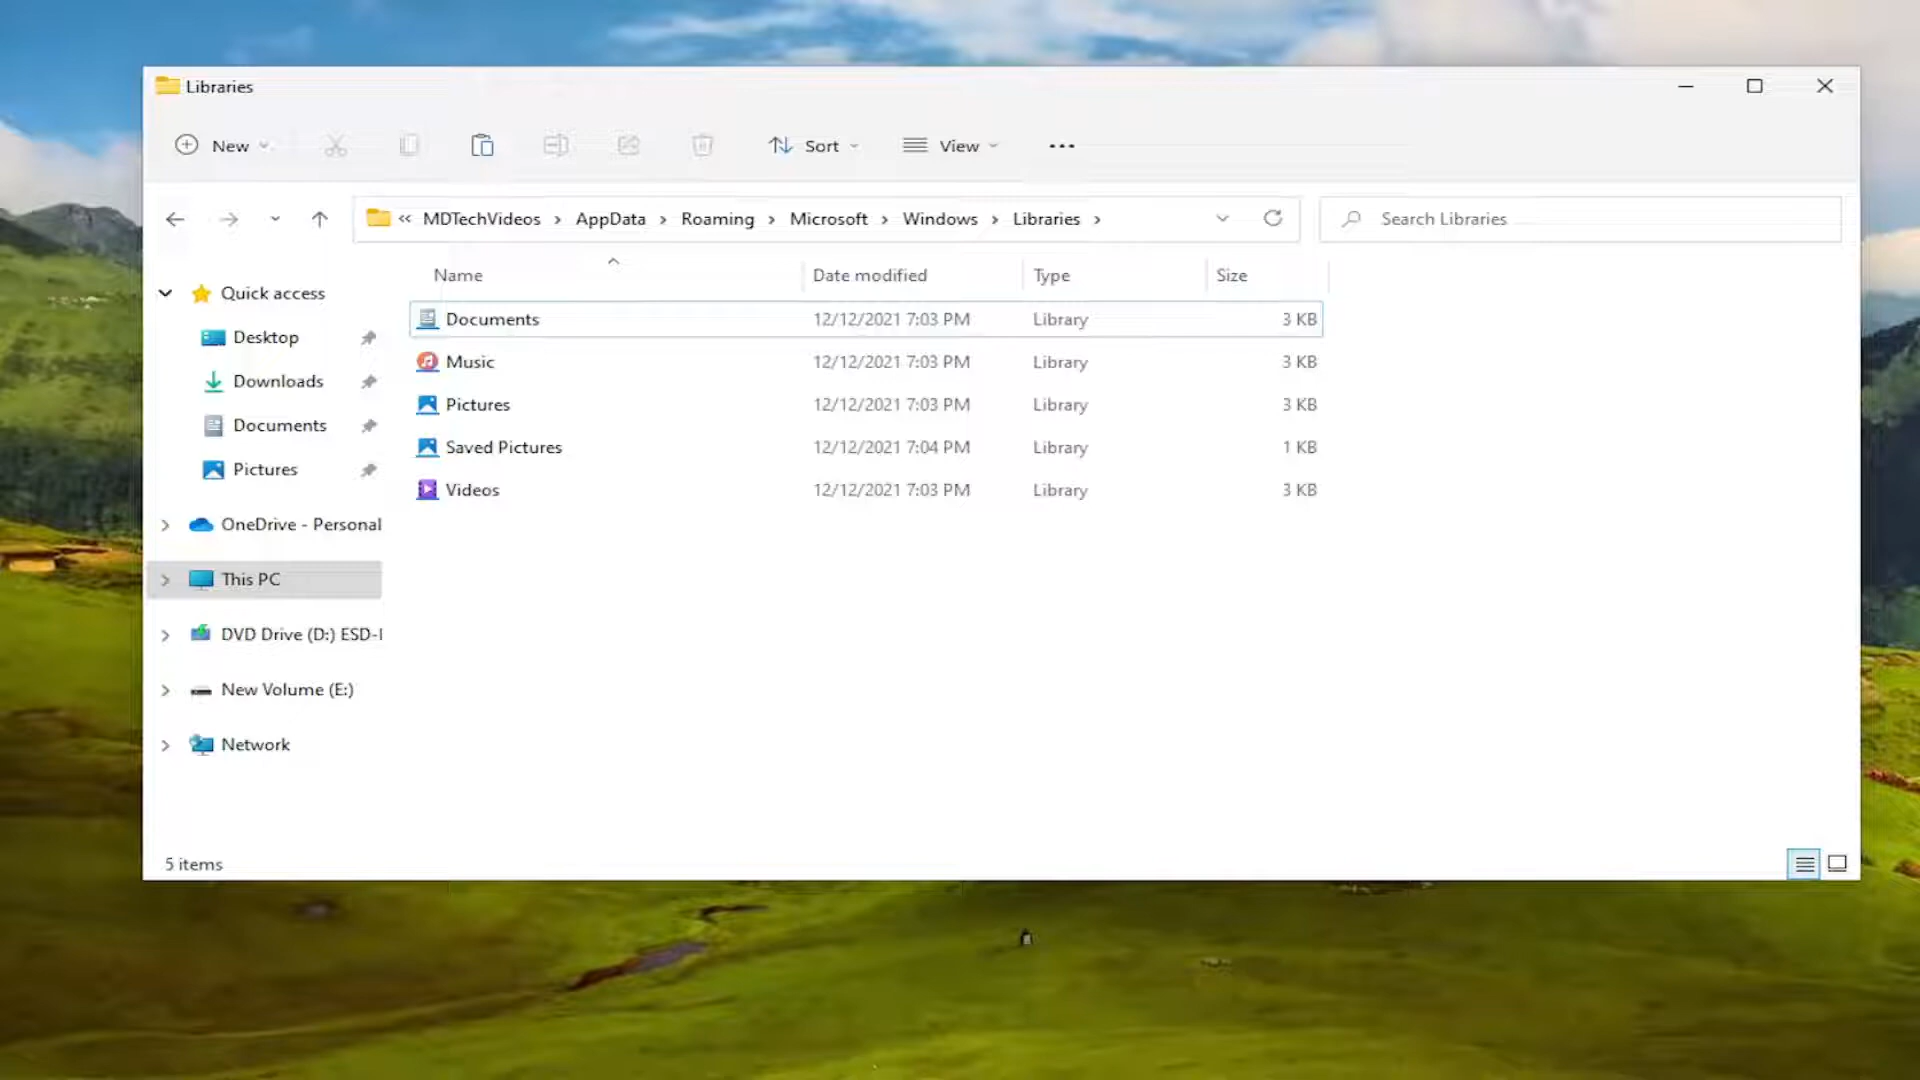 Libraries
New
Sort
View
« MDTechVideos > AppData > Roaming > Microsoft > Windows > Libraries >
Search Libraries
Quick access
Desktop
Downloads
Documents
Pictures
OneDrive - Personal
This PC
DVD Drive (D:) ESD-I
New Volume (E:)
Network
Name Date modified Type Size
Documents 12/12/2021 7:03 PM Library 3 KB
Music 12/12/2021 7:03 PM Library 3 KB
Pictures 12/12/2021 7:03 PM Library 3 KB
Saved Pictures 12/12/2021 7:04 PM Library 1 KB
Videos 12/12/2021 7:03 PM Library 3 KB
5 items